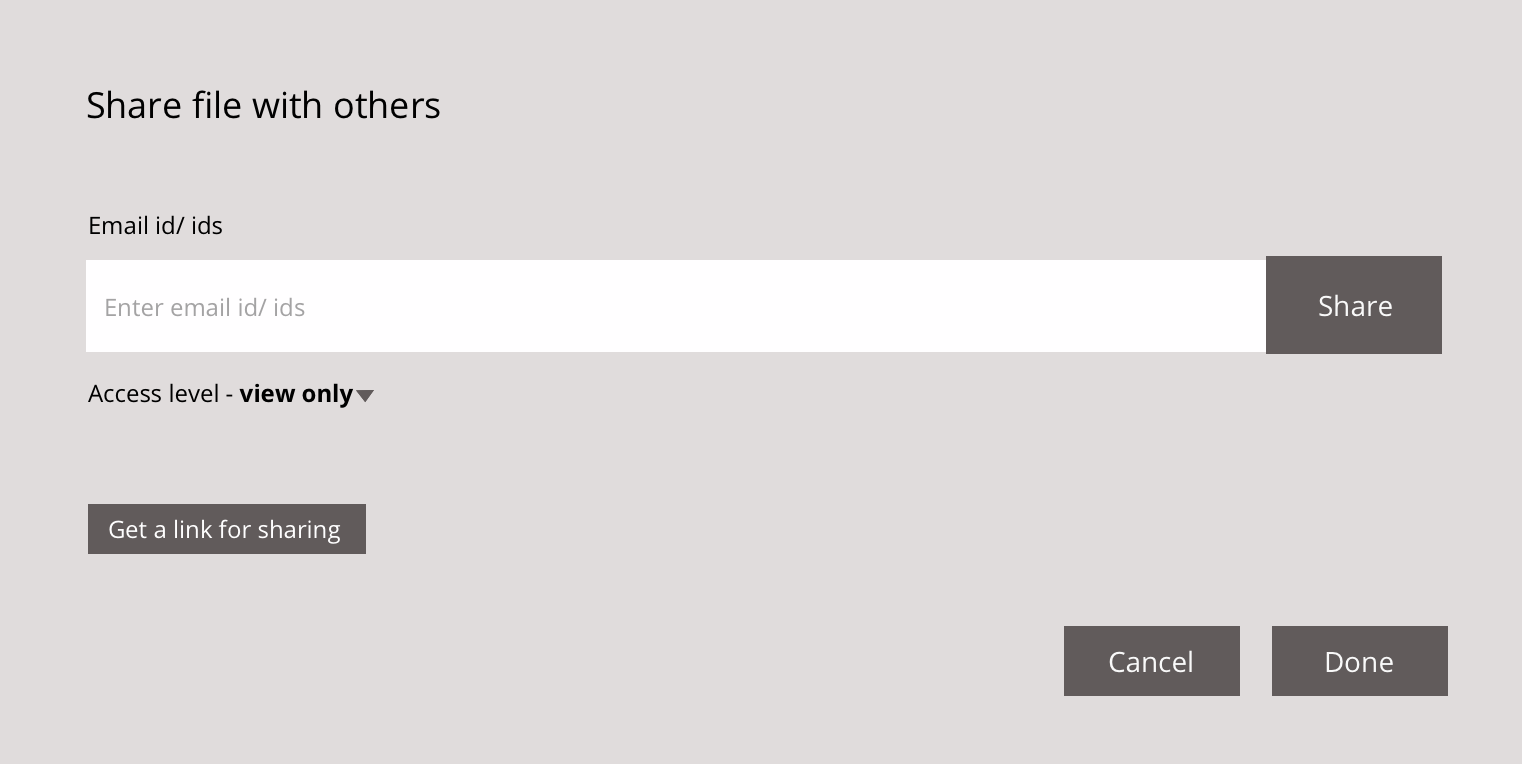 Share file with others
Email id/ ids
Enter email id/ ids
Share
Access level - view only
Get a link for sharing
Cancel
Done